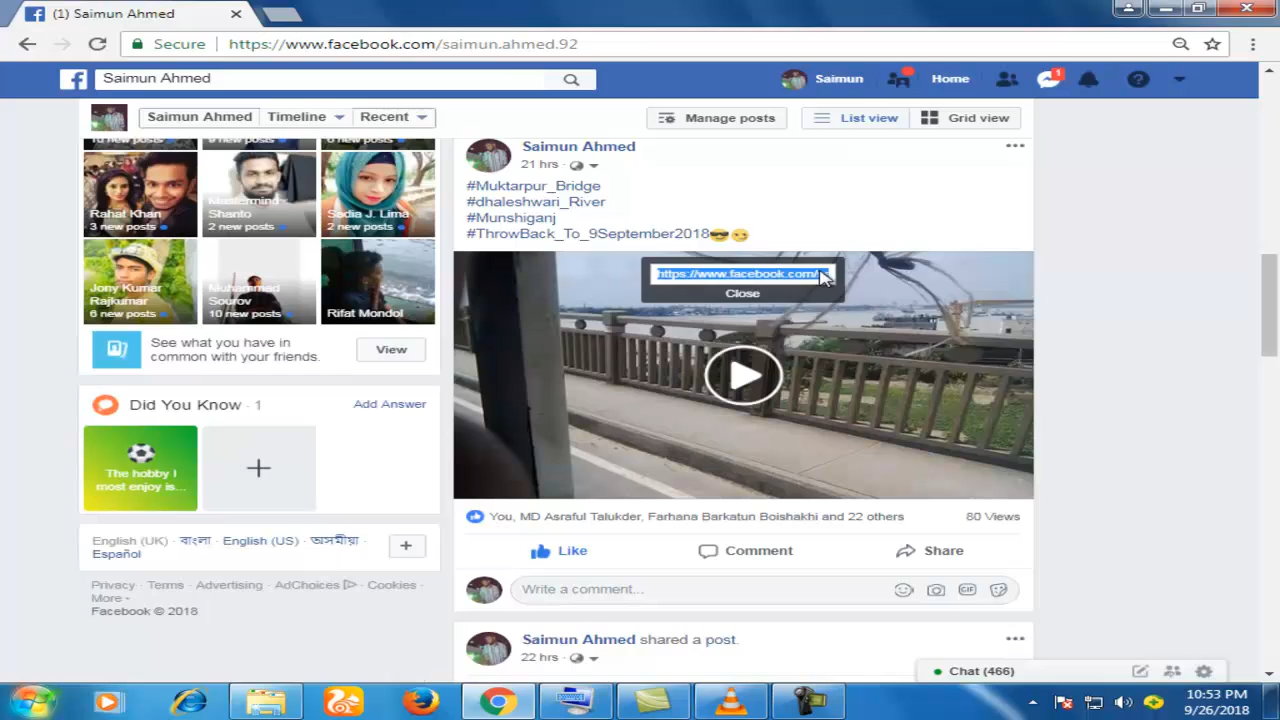 (1) Saimun Ahmed
Secure
https://www.facebook.com/saimun.ahmed.92
Saimun Ahmed
Saimun
Home
1
Saimun Ahmed
Timeline
Recent
Manage posts
List view
Grid view
Rahat Khan
3 new posts
Mastermind Shanto
2 new posts
Sadia J. Lima
2 new posts
Jony Kumar Rajkumar
6 new posts
Muhammad Sourov
10 new posts
Rifat Mondol
See what you have in
common with your friends.
View
Did You Know · 1
Add Answer
The hobby I
most enjoy is...
English (UK) · বাংলা · English (US) · অসমীয়া ·
Español
Privacy · Terms · Advertising · AdChoices · Cookies ·
More
Facebook © 2018
Saimun Ahmed
21 hrs ·
#Muktarpur_Bridge
#dhaleshwari_River
#Munshiganj
#ThrowBack_To_9September2018😎😏
https://www.facebook.com/
Close
You, MD Asraful Talukder, Farhana Barkatun Boishakhi and 22 others
80 Views
Like
Comment
Share
Write a comment...
GIF
Saimun Ahmed shared a post.
22 hrs ·
Chat (466)
10:53 PM
9/26/2018